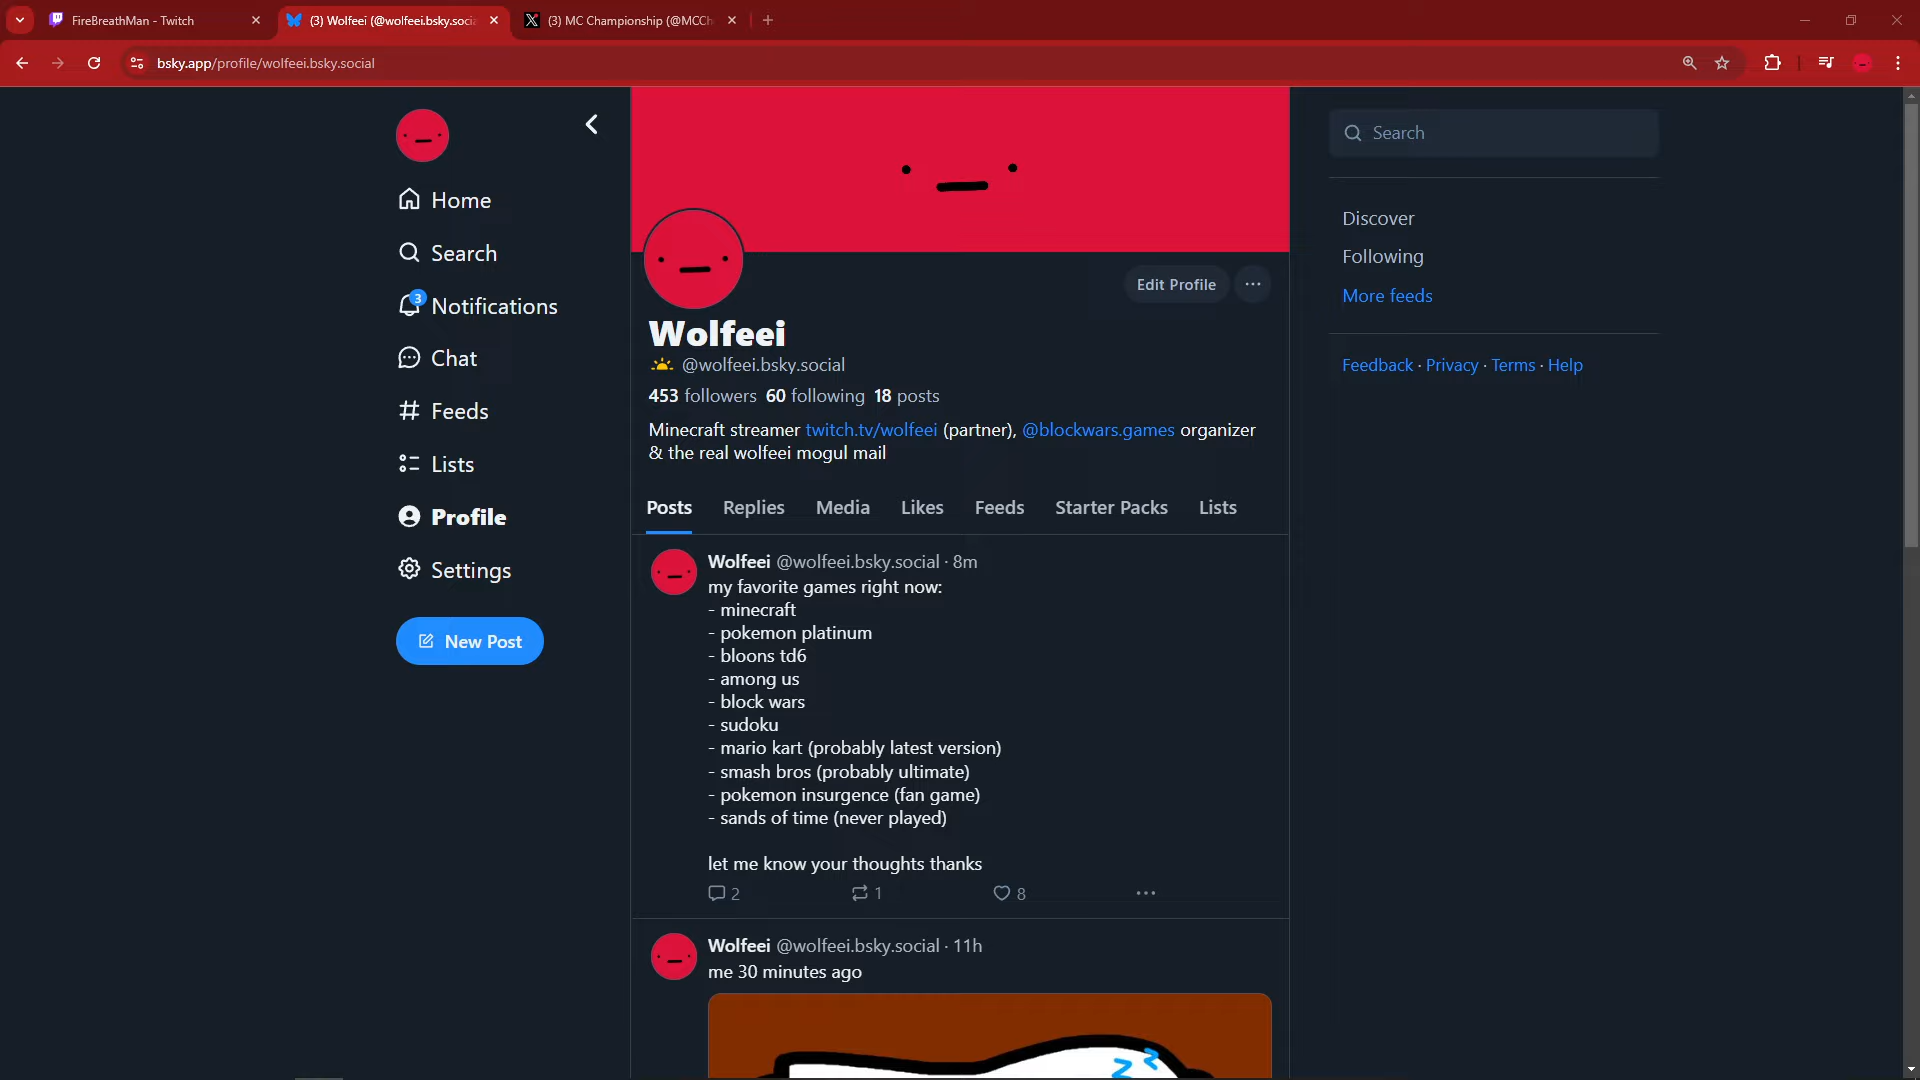 FireBreathMan - Twitch
(3) Wolfeei (@wolfeei.bsky.socia
(3) MC Championship (@MCCh
bsky.app/profile/wolfeei.bsky.social
Home
Search
3
Notifications
Chat
Feeds
Lists
Profile
Settings
New Post
Edit Profile
Wolfeei
@wolfeei.bsky.social
453 followers 60 following 18 posts
Minecraft streamer twitch.tv/wolfeei (partner), @blockwars.games organizer
& the real wolfeei mogul mail
Posts Replies Media Likes Feeds Starter Packs Lists
Wolfeei @wolfeei.bsky.social · 8m
my favorite games right now:
- minecraft
- pokemon platinum
- bloons td6
- among us
- block wars
- sudoku
- mario kart (probably latest version)
- smash bros (probably ultimate)
- pokemon insurgence (fan game)
- sands of time (never played)
let me know your thoughts thanks
2 1 8
Wolfeei @wolfeei.bsky.social · 11h
me 30 minutes ago
z z
Search
Discover
Following
More feeds
Feedback · Privacy · Terms · Help